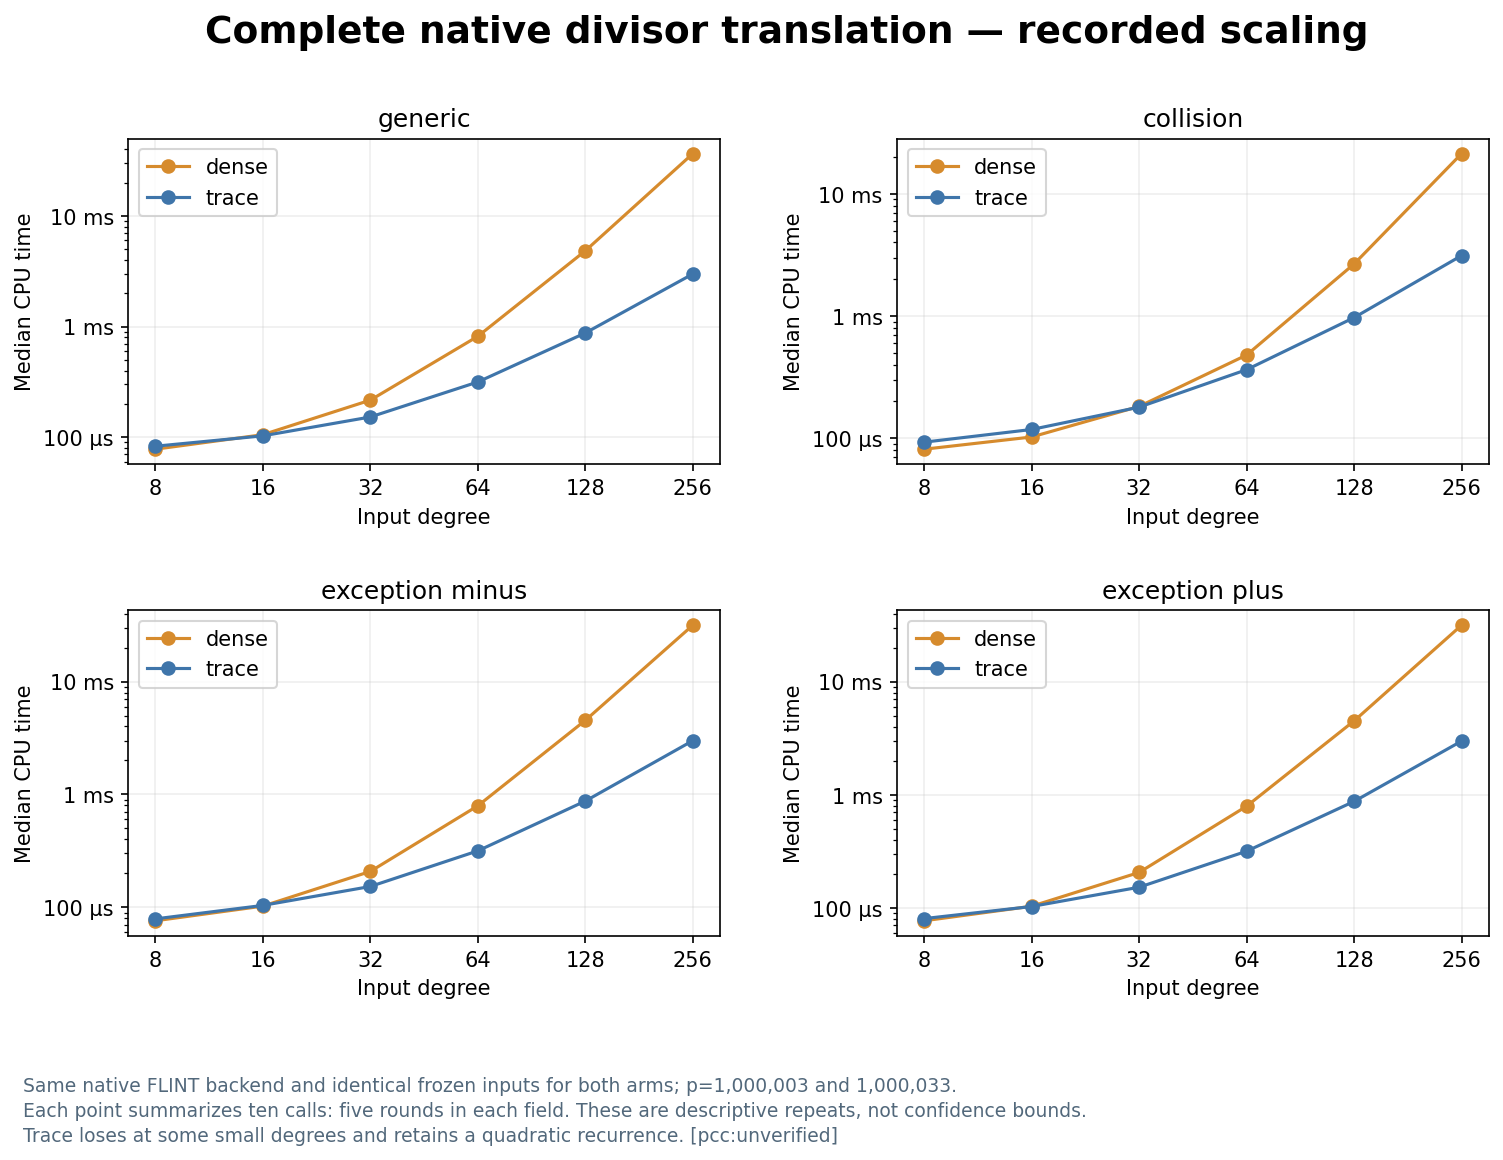 Complete native divisor translation — recorded scaling
generic
dense
trace
Median CPU time
10 ms
1 ms
100 µs
8 16 32 64 128 256
Input degree
collision
dense
trace
Median CPU time
10 ms
1 ms
100 µs
8 16 32 64 128 256
Input degree
exception minus
dense
trace
Median CPU time
10 ms
1 ms
100 µs
8 16 32 64 128 256
Input degree
exception plus
dense
trace
Median CPU time
10 ms
1 ms
100 µs
8 16 32 64 128 256
Input degree
Same native FLINT backend and identical frozen inputs for both arms; p=1,000,003 and 1,000,033.
Each point summarizes ten calls: five rounds in each field. These are descriptive repeats, not confidence bounds.
Trace loses at some small degrees and retains a quadratic recurrence. [pcc:unverified]